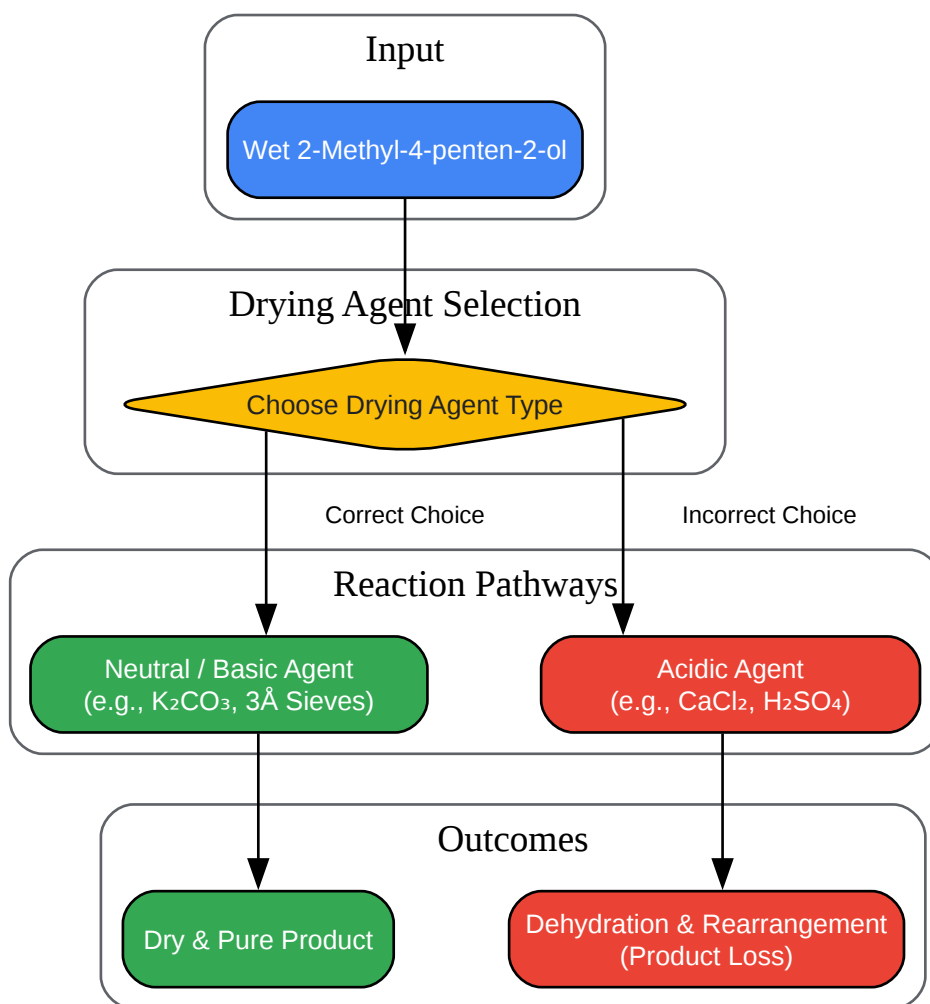 Input
Wet 2-Methyl-4-penten-2-ol
Drying Agent Selection
Choose Drying Agent Type
Correct Choice
Incorrect Choice
Reaction Pathways
Neutral / Basic Agent
(e.g., K₂CO₃, 3Å Sieves)
Acidic Agent
(e.g., CaCl₂, H₂SO₄)
Outcomes
Dry & Pure Product
Dehydration & Rearrangement
(Product Loss)